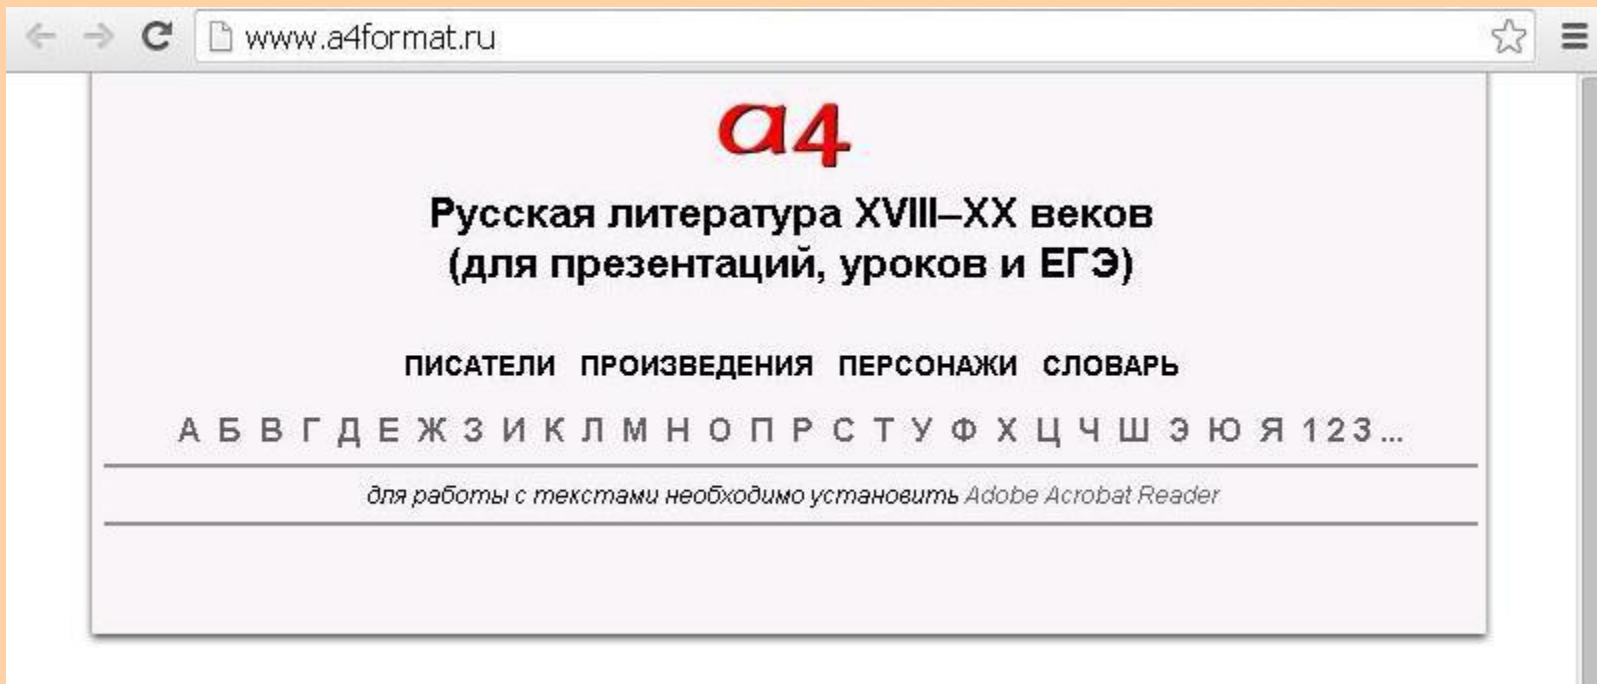 www.a4format.ru
a4
Русская литература XVIII–XX веков
(для презентаций, уроков и ЕГЭ)
ПИСАТЕЛИ ПРОИЗВЕДЕНИЯ ПЕРСОНАЖИ СЛОВАРЬ
А Б В Г Д Е Ж З И К Л М Н О П Р С Т У Ф Х Ц Ч Ш Э Ю Я 1 2 3 ...
для работы с текстами необходимо установить Adobe Acrobat Reader